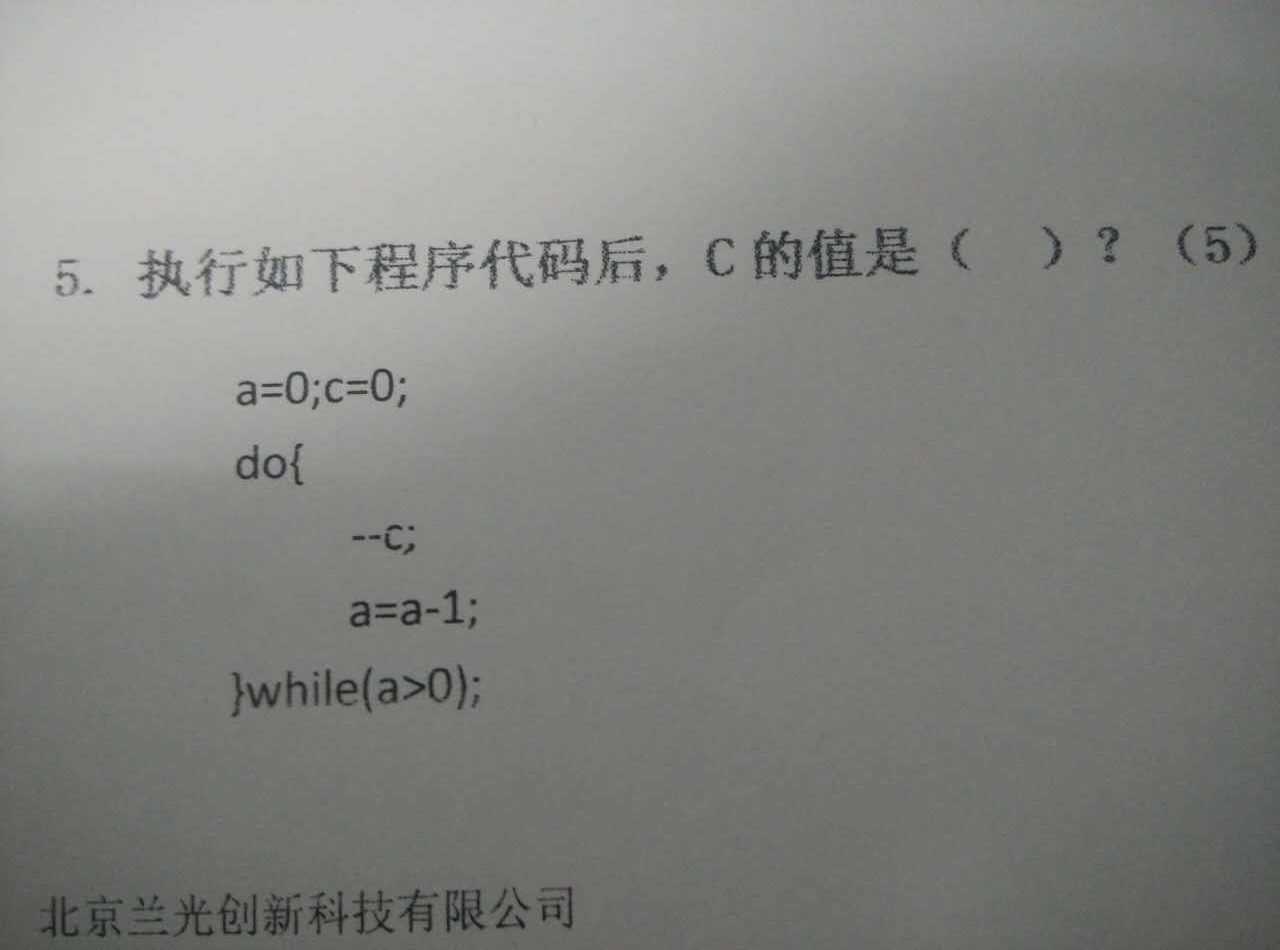 5. 执行如下程序代码后，C 的值是（ ）？（5）
a=0;c=0;
do{
--c;
a=a-1;
}while(a>0);
北京兰光创新科技有限公司